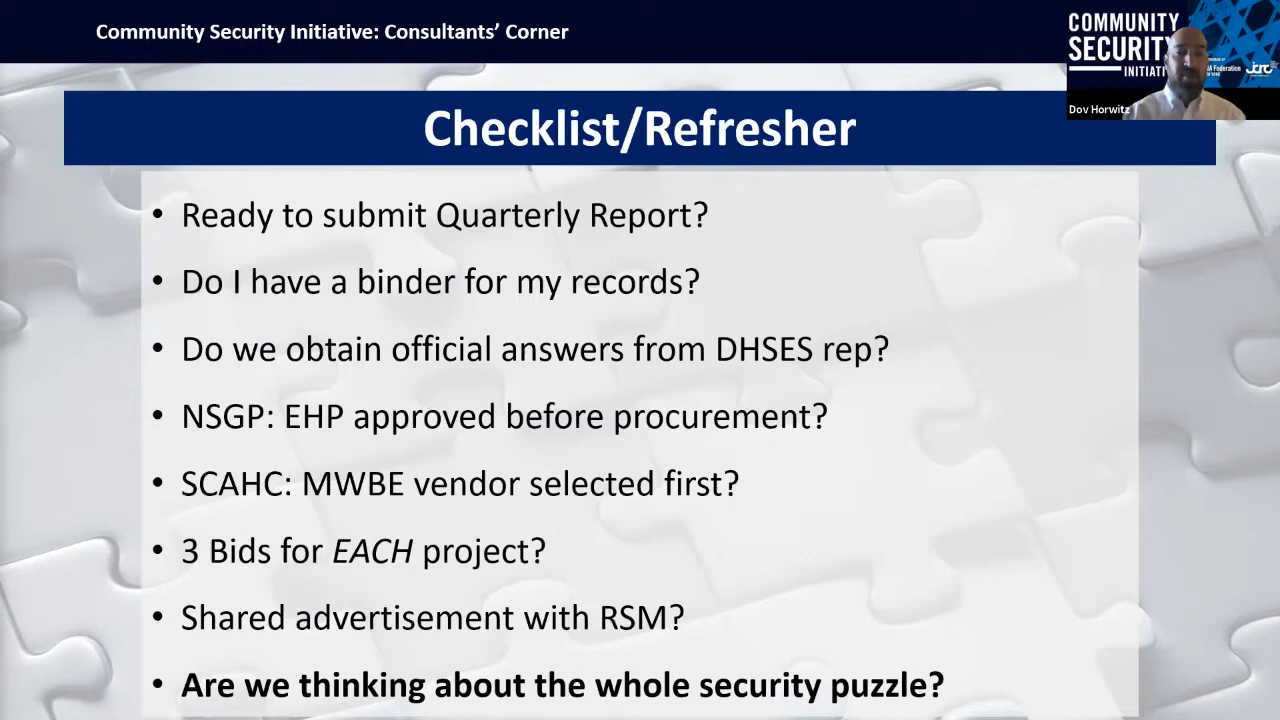 Community Security Initiative: Consultants' Corner
COMMUNITY
SECURITY
INITIATI
Federation
jcrc
Dov Horwitz
Checklist/Refresher
• Ready to submit Quarterly Report?
• Do I have a binder for my records?
• Do we obtain official answers from DHSES rep?
• NSGP: EHP approved before procurement?
• SCAHC: MWBE vendor selected first?
• 3 Bids for EACH project?
• Shared advertisement with RSM?
• Are we thinking about the whole security puzzle?